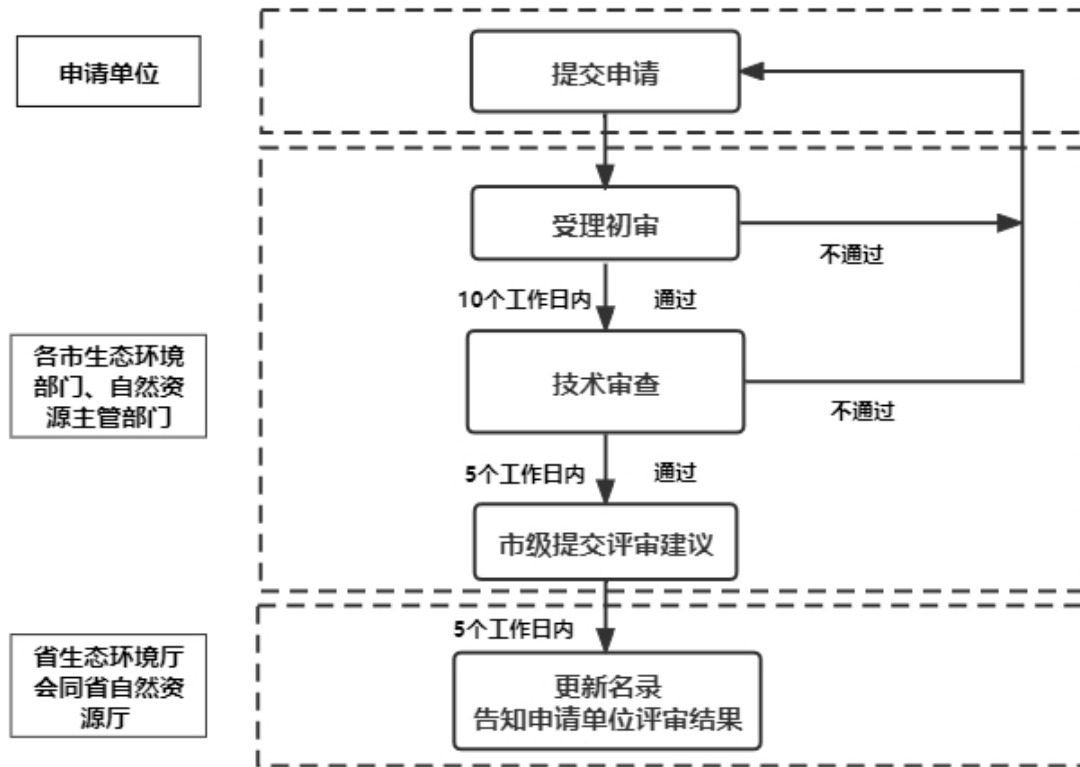 申请单位
提交申请
受理初审
不通过
10个工作日内
通过
各市生态环境
部门、自然资
源主管部门
技术审查
不通过
5个工作日内
通过
市级提交评审建议
5个工作日内
省生态环境厅
会同省自然资
源厅
更新名录
告知申请单位评审结果